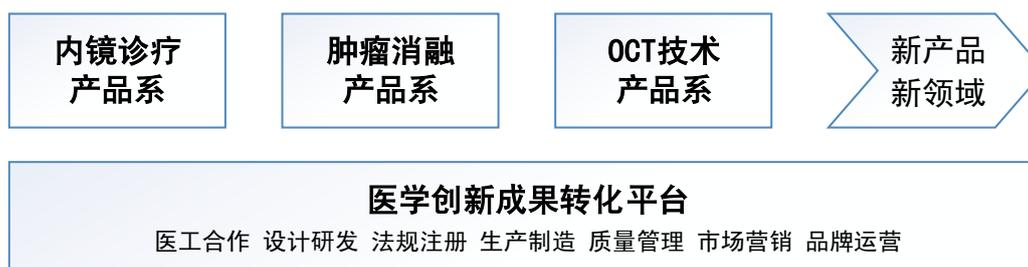 内镜诊疗
产品系
肿瘤消融
产品系
OCT技术
产品系
新产品
新领域
医学创新成果转化平台
医工合作 设计研发 法规注册 生产制造 质量管理 市场营销 品牌运营